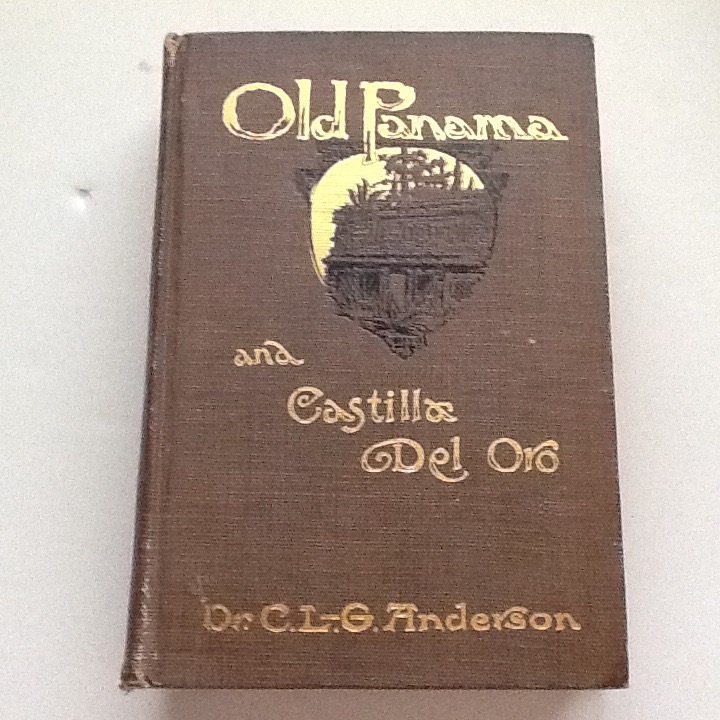 Old Panama
and
Castilla
Del Oro
Dr. C. L. G. Anderson